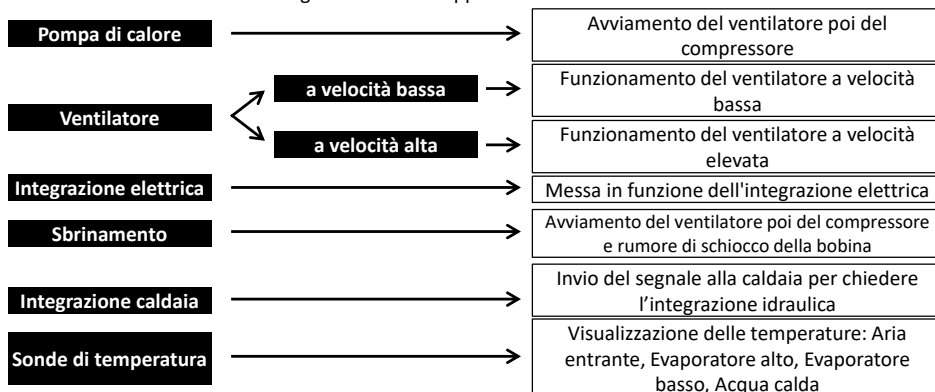 Pompa di calore
Avviamento del ventilatore poi del
compressore
Ventilatore
a velocità bassa
Funzionamento del ventilatore a velocità
bassa
a velocità alta
Funzionamento del ventilatore a velocità
elevata
Integrazione elettrica
Messa in funzione dell'integrazione elettrica
Sbrinamento
Avviamento del ventilatore poi del compressore
e rumore di schiocco della bobina
Integrazione caldaia
Invio del segnale alla caldaia per chiedere
l’integrazione idraulica
Sonde di temperatura
Visualizzazione delle temperature: Aria
entrante, Evaporatore alto, Evaporatore
basso, Acqua calda